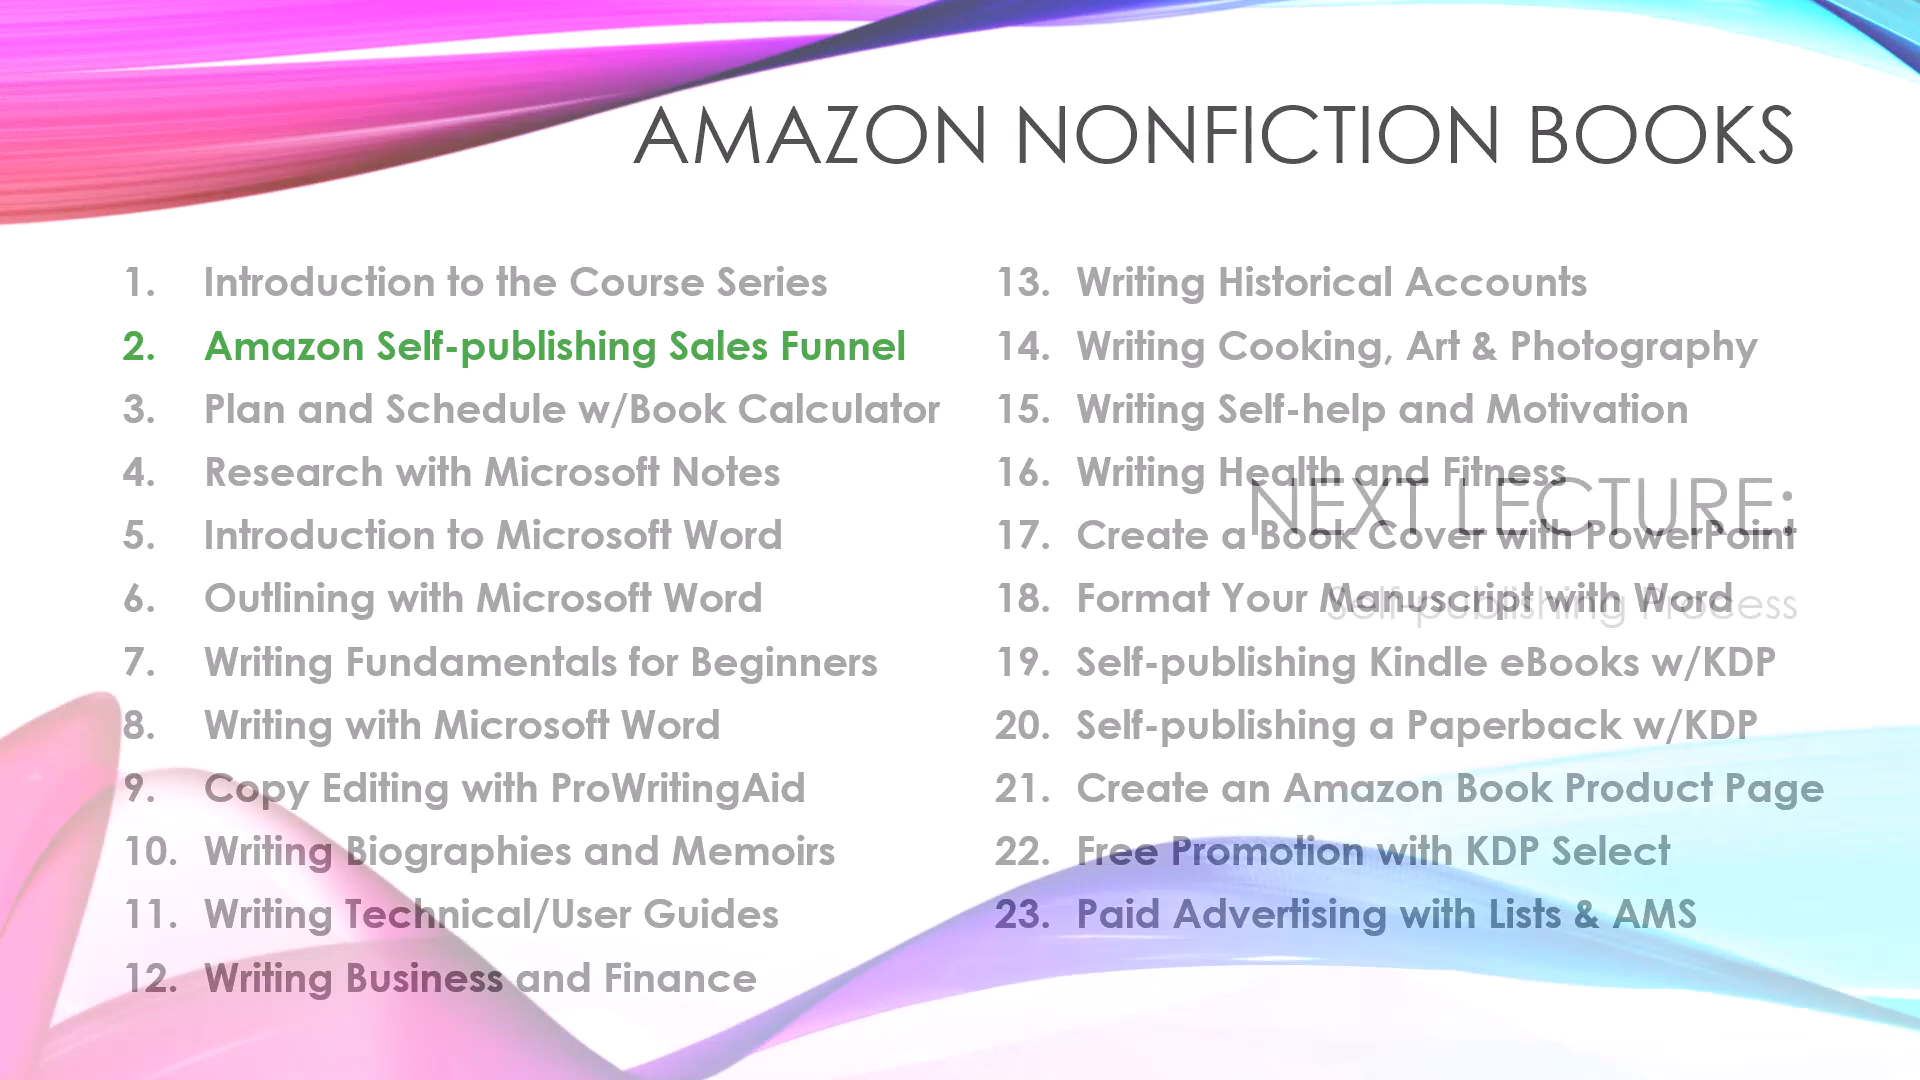 AMAZON NONFICTION BOOKS
1. Introduction to the Course Series
2. Amazon Self-publishing Sales Funnel
3. Plan and Schedule w/Book Calculator
4. Research with Microsoft Notes
5. Introduction to Microsoft Word
6. Outlining with Microsoft Word
7. Writing Fundamentals for Beginners
8. Writing with Microsoft Word
9. Copy Editing with ProWritingAid
10. Writing Biographies and Memoirs
11. Writing Technical/User Guides
12. Writing Business and Finance
13. Writing Historical Accounts
14. Writing Cooking, Art & Photography
15. Writing Self-help and Motivation
16. Writing Health and Fitness
17. Create a Book Cover with PowerPoint
18. Format Your Manuscript with Word
19. Self-publishing Kindle eBooks w/KDP
20. Self-publishing a Paperback w/KDP
21. Create an Amazon Book Product Page
22. Free Promotion with KDP Select
23. Paid Advertising with Lists & AMS
NEXT LECTURE:
Self-publishing Process